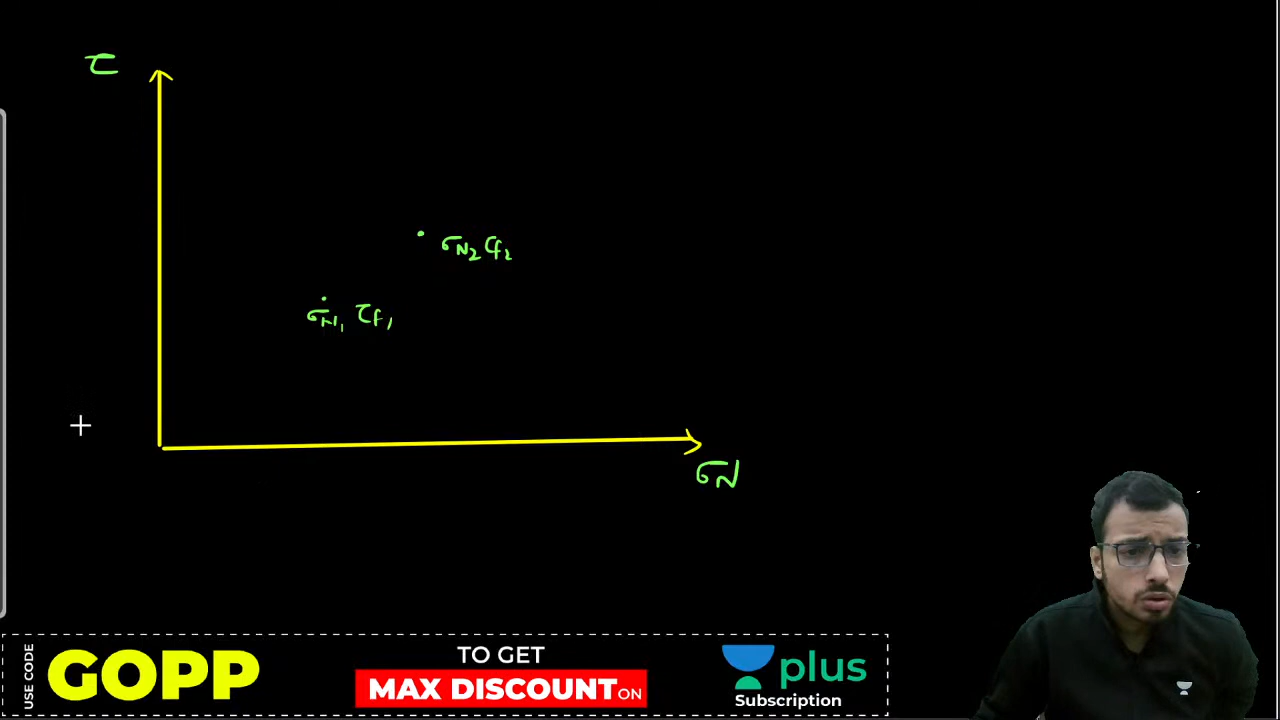 τ
σN2 τf2
σN1, τf1
σN
USE CODE
GOPP
TO GET
MAX DISCOUNT ON
plus
Subscription